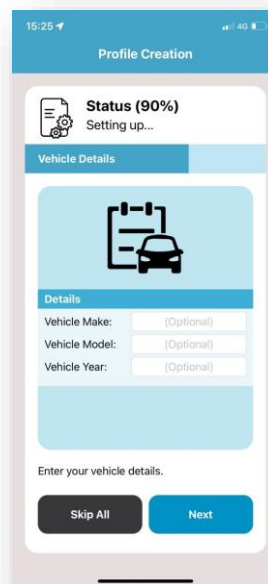 15:25
4G
Profile Creation
Status (90%)
Setting up...
Vehicle Details
Details
Vehicle Make: (Optional)
Vehicle Model: (Optional)
Vehicle Year: (Optional)
Enter your vehicle details.
Skip All Next